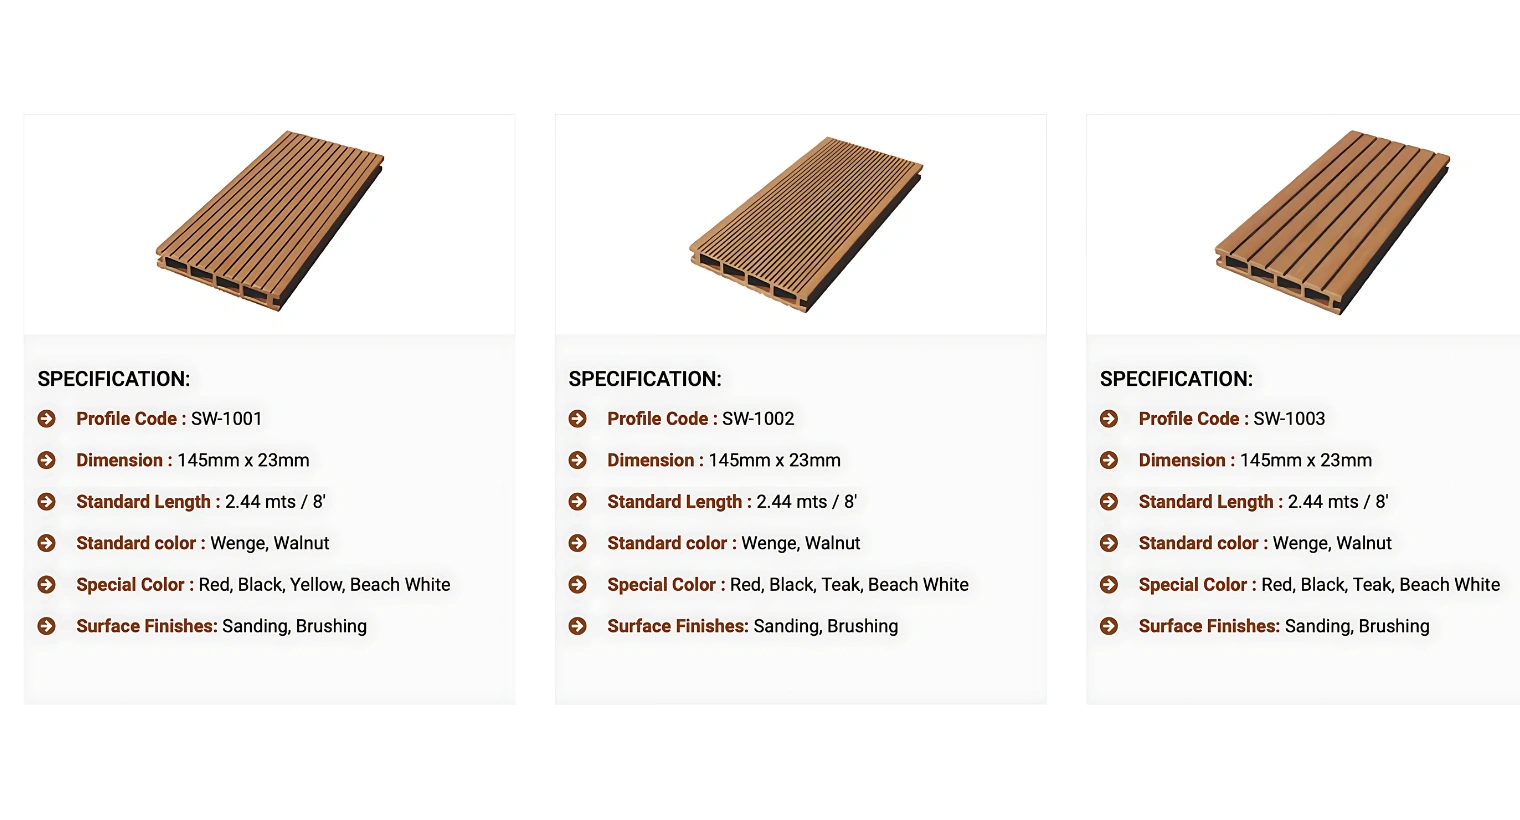 SPECIFICATION:
Profile Code : SW-1001
Dimension : 145mm x 23mm
Standard Length : 2.44 mts / 8'
Standard color : Wenge, Walnut
Special Color : Red, Black, Yellow, Beach White
Surface Finishes: Sanding, Brushing
SPECIFICATION:
Profile Code : SW-1002
Dimension : 145mm x 23mm
Standard Length : 2.44 mts / 8'
Standard color : Wenge, Walnut
Special Color : Red, Black, Teak, Beach White
Surface Finishes: Sanding, Brushing
SPECIFICATION:
Profile Code : SW-1003
Dimension : 145mm x 23mm
Standard Length : 2.44 mts / 8'
Standard color : Wenge, Walnut
Special Color : Red, Black, Teak, Beach White
Surface Finishes: Sanding, Brushing